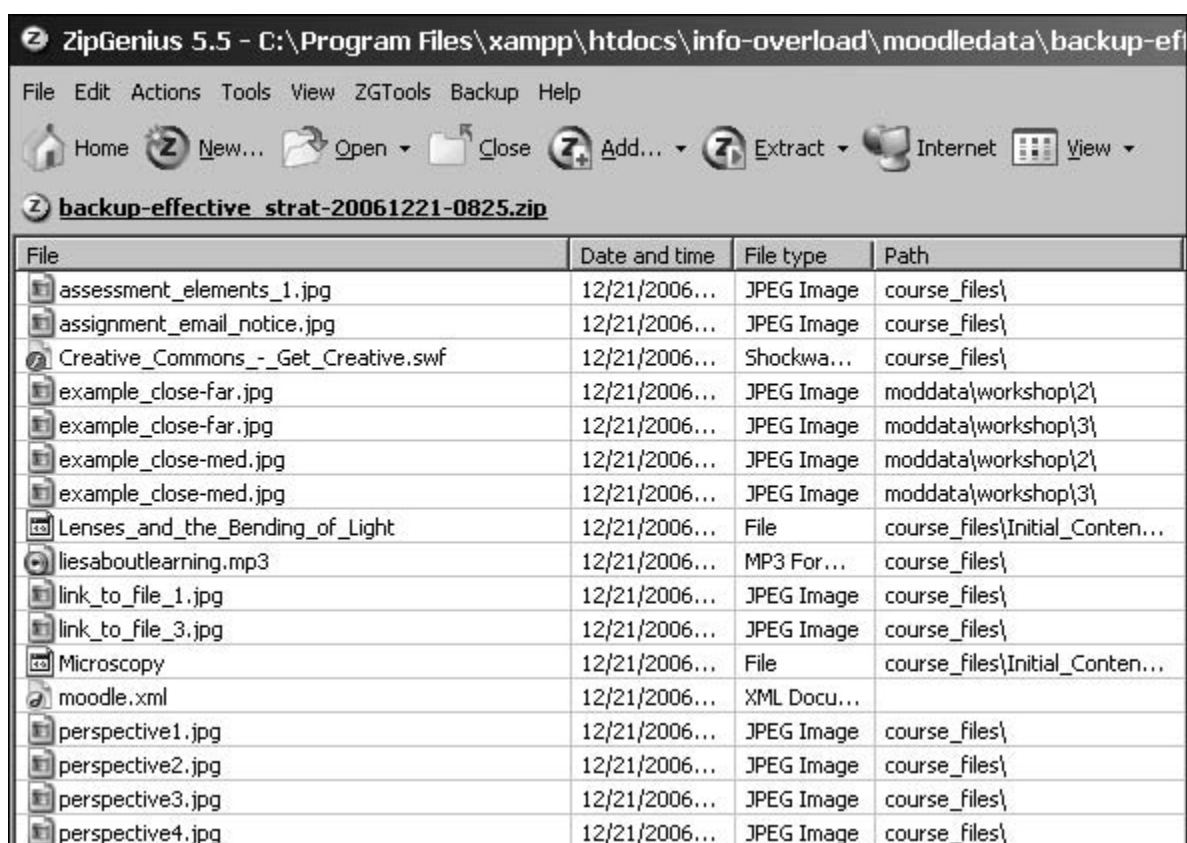 ZipGenius 5.5 - C:\Program Files\xampp\htdocs\info-overload\moodledata\backup-eff
File Edit Actions Tools View ZGTools Backup Help
Home New... Open Close Add... Extract Internet View
backup-effective_strat-20061221-0825.zip
File Date and time File type Path
assessment_elements_1.jpg 12/21/2006... JPEG Image course_files\
assignment_email_notice.jpg 12/21/2006... JPEG Image course_files\
Creative_Commons_-_Get_Creative.swf 12/21/2006... Shockwa... course_files\
example_close-far.jpg 12/21/2006... JPEG Image moddata\workshop\2\
example_close-far.jpg 12/21/2006... JPEG Image moddata\workshop\3\
example_close-med.jpg 12/21/2006... JPEG Image moddata\workshop\2\
example_close-med.jpg 12/21/2006... JPEG Image moddata\workshop\3\
Lenses_and_the_Bending_of_Light 12/21/2006... File course_files\Initial_Conten...
liesaboutlearning.mp3 12/21/2006... MP3 For... course_files\
link_to_file_1.jpg 12/21/2006... JPEG Image course_files\
link_to_file_3.jpg 12/21/2006... JPEG Image course_files\
Microscopy 12/21/2006... File course_files\Initial_Conten...
moodle.xml 12/21/2006... XML Docu...
perspective1.jpg 12/21/2006... JPEG Image course_files\
perspective2.jpg 12/21/2006... JPEG Image course_files\
perspective3.jpg 12/21/2006... JPEG Image course_files\
perspective4.jpg 12/21/2006... JPEG Image course_files\